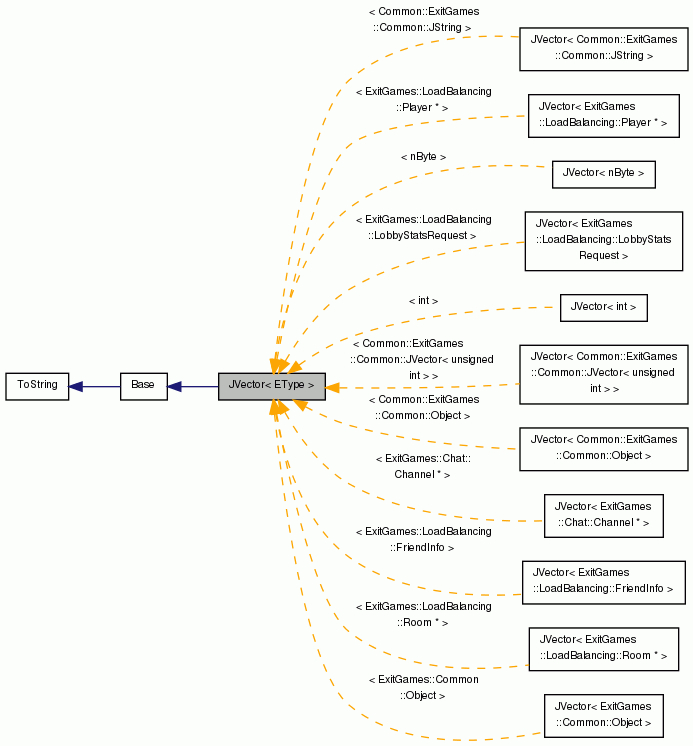 < Common::ExitGames
::Common::JString >
JVector< Common::ExitGames
::Common::JString >
< ExitGames::LoadBalancing
::Player * >
JVector< ExitGames
::LoadBalancing::Player * >
< nByte >
JVector< nByte >
< ExitGames::LoadBalancing
::LobbyStatsRequest >
JVector< ExitGames
::LoadBalancing::LobbyStats
Request >
< int >
JVector< int >
< Common::ExitGames
::Common::JVector< unsigned
int > >
JVector< Common::ExitGames
::Common::JVector< unsigned
int > >
ToString
Base
JVector< EType >
< Common::ExitGames
::Common::Object >
JVector< Common::ExitGames
::Common::Object >
< ExitGames::Chat::
Channel * >
JVector< ExitGames
::Chat::Channel * >
< ExitGames::LoadBalancing
::FriendInfo >
JVector< ExitGames
::LoadBalancing::FriendInfo >
< ExitGames::LoadBalancing
::Room * >
JVector< ExitGames
::LoadBalancing::Room * >
< ExitGames::Common
::Object >
JVector< ExitGames
::Common::Object >